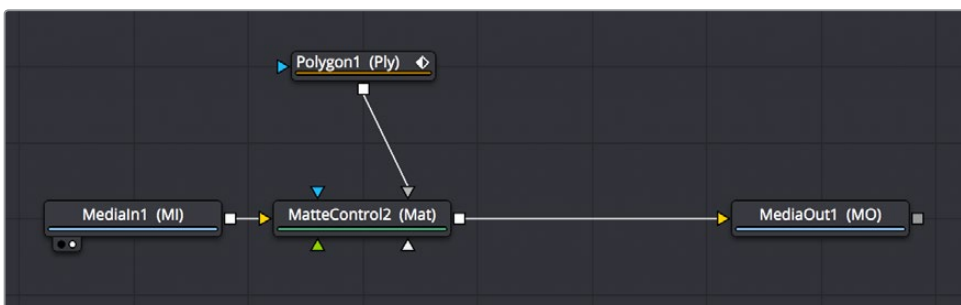 Polygon1 (Ply)
MediaIn1 (MI)
MatteControl2 (Mat)
MediaOut1 (MO)